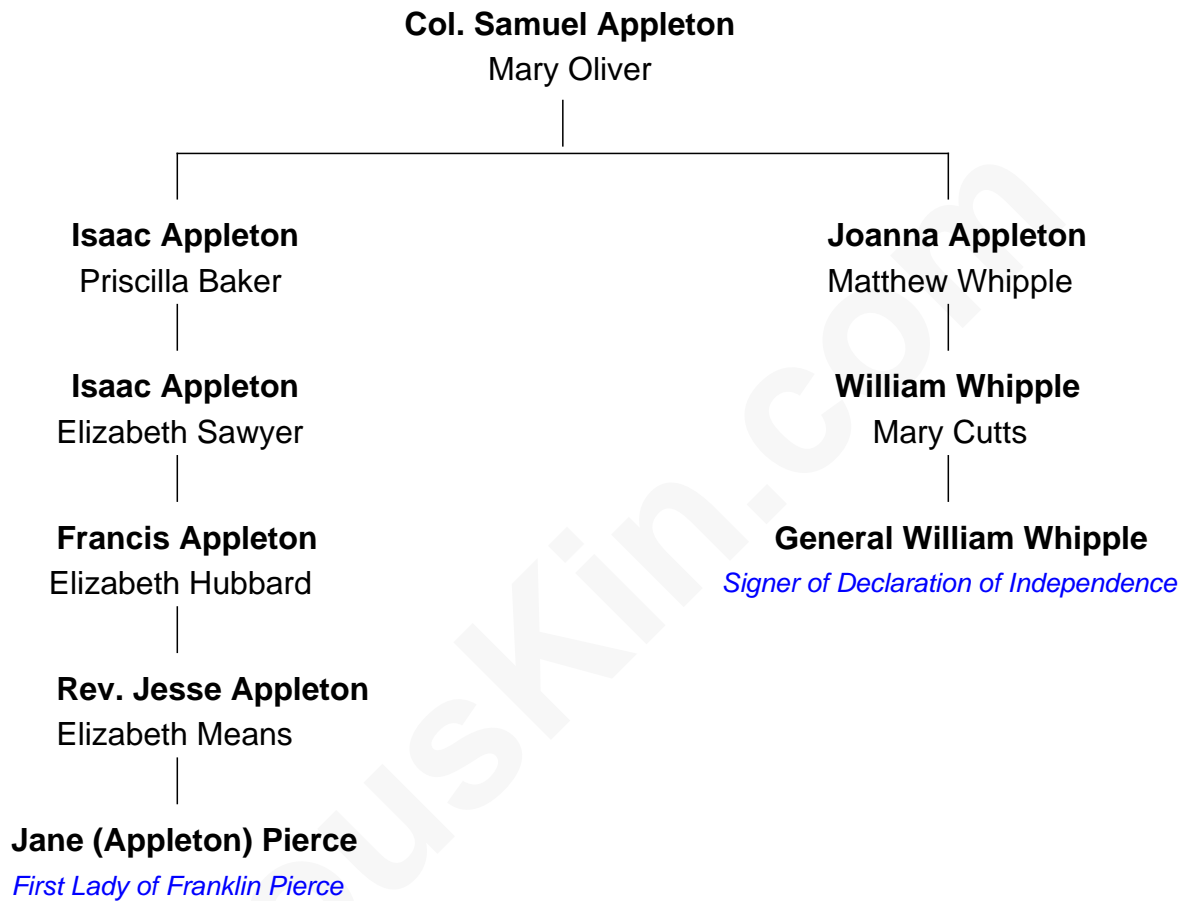 Col. Samuel Appleton
Mary Oliver
Isaac Appleton
Priscilla Baker
Joanna Appleton
Matthew Whipple
Isaac Appleton
Elizabeth Sawyer
William Whipple
Mary Cutts
Francis Appleton
Elizabeth Hubbard
General William Whipple
Signer of Declaration of Independence
Rev. Jesse Appleton
Elizabeth Means
Jane (Appleton) Pierce
First Lady of Franklin Pierce
ousKin.com